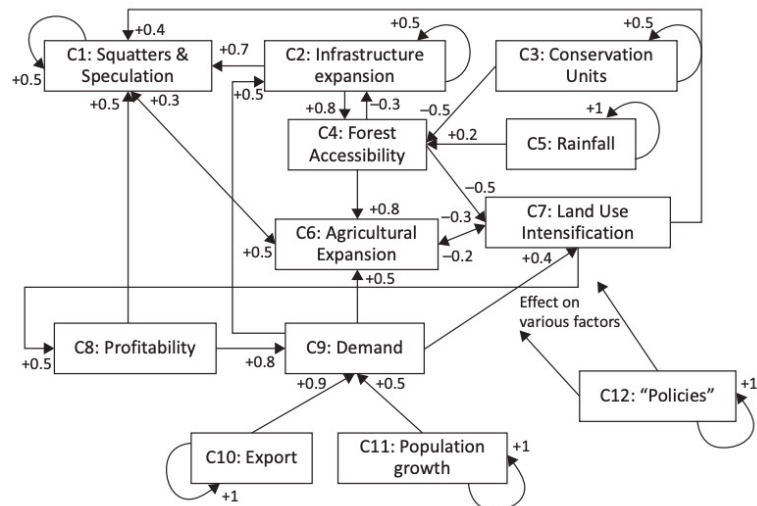 +0.4
+0.5
+0.5
C1: Squatters &
Speculation
+0.7
C2: Infrastructure
expansion
C3: Conservation
Units
+0.5
+0.5
+0.3
+0.5
+0.8
–0.3
–0.5
+1
C4: Forest
Accessibility
+0.2
C5: Rainfall
–0.5
+0.8
–0.3
C7: Land Use
Intensification
C6: Agricultural
Expansion
+0.5
–0.2
+0.4
+0.5
Effect on
various factors
C8: Profitability
C9: Demand
+0.5
+0.8
+0.9
+0.5
C12: “Policies”
+1
C10: Export
C11: Population
growth
+1
+1